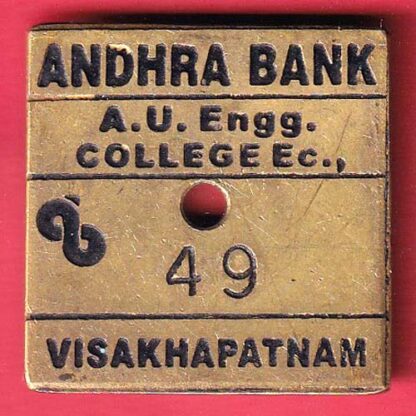 ANDHRA BANK
A.U. Engg.
COLLEGE Ec.,
49
VISAKHAPATNAM